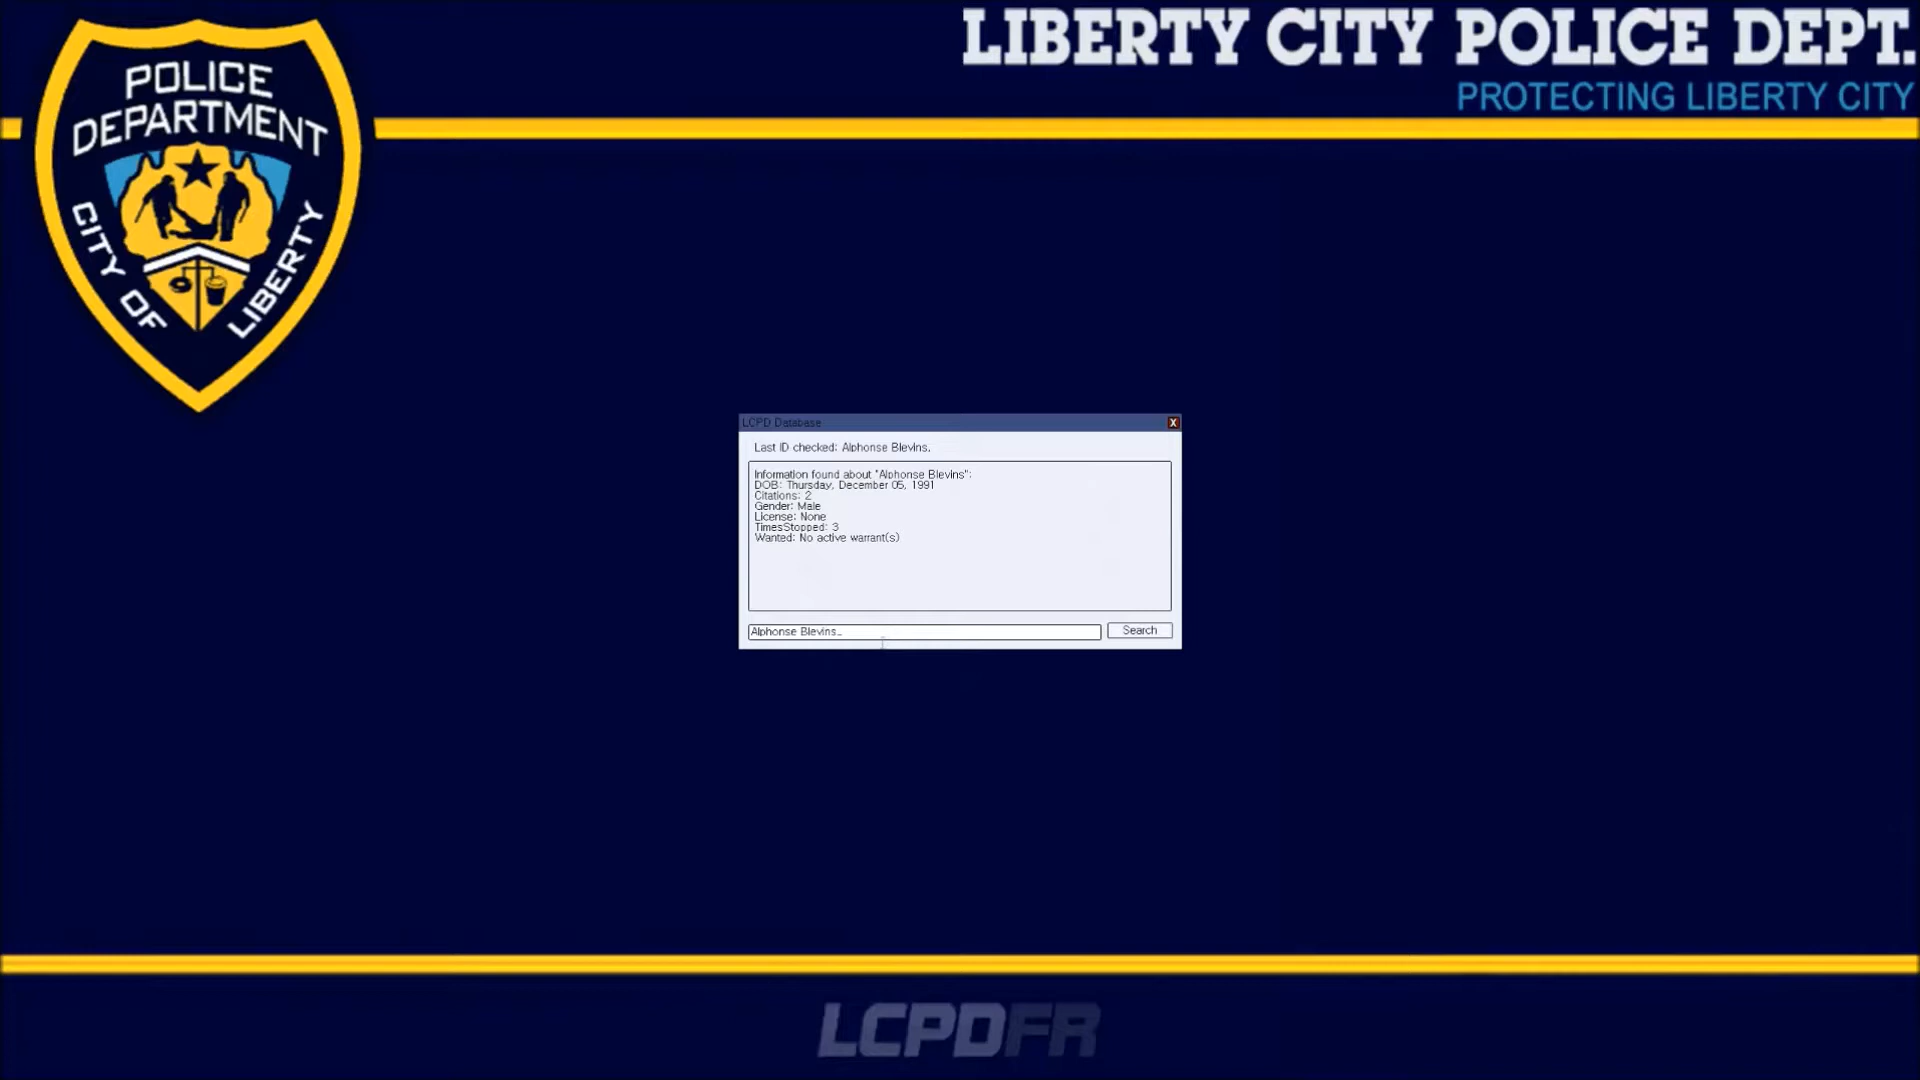 LIBERTY CITY POLICE DEPT.
PROTECTING LIBERTY CITY
POLICE
DEPARTMENT
CITY OF LIBERTY
LCPD Database
X
Last ID checked: Alphonse Blevins.
Information found about "Alphonse Blevins":
DOB: Thursday, December 05, 1991
Citations: 2
Gender: Male
License: None
TimesStopped: 3
Wanted: No active warrant(s)
Alphonse Blevins_
Search
LCPDFR